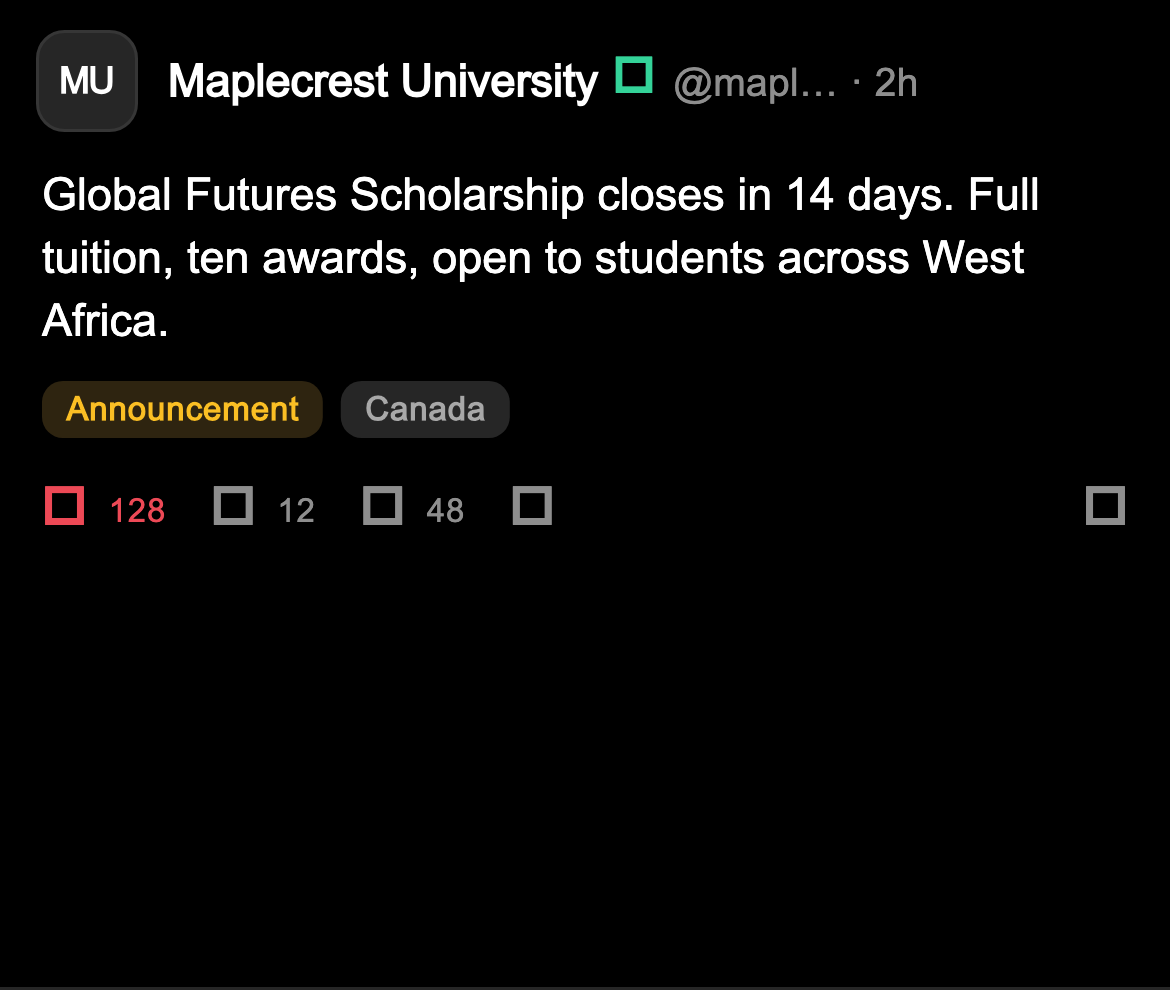 MU
Maplecrest University @mapl... · 2h
Global Futures Scholarship closes in 14 days. Full
tuition, ten awards, open to students across West
Africa.
Announcement Canada
128 12 48